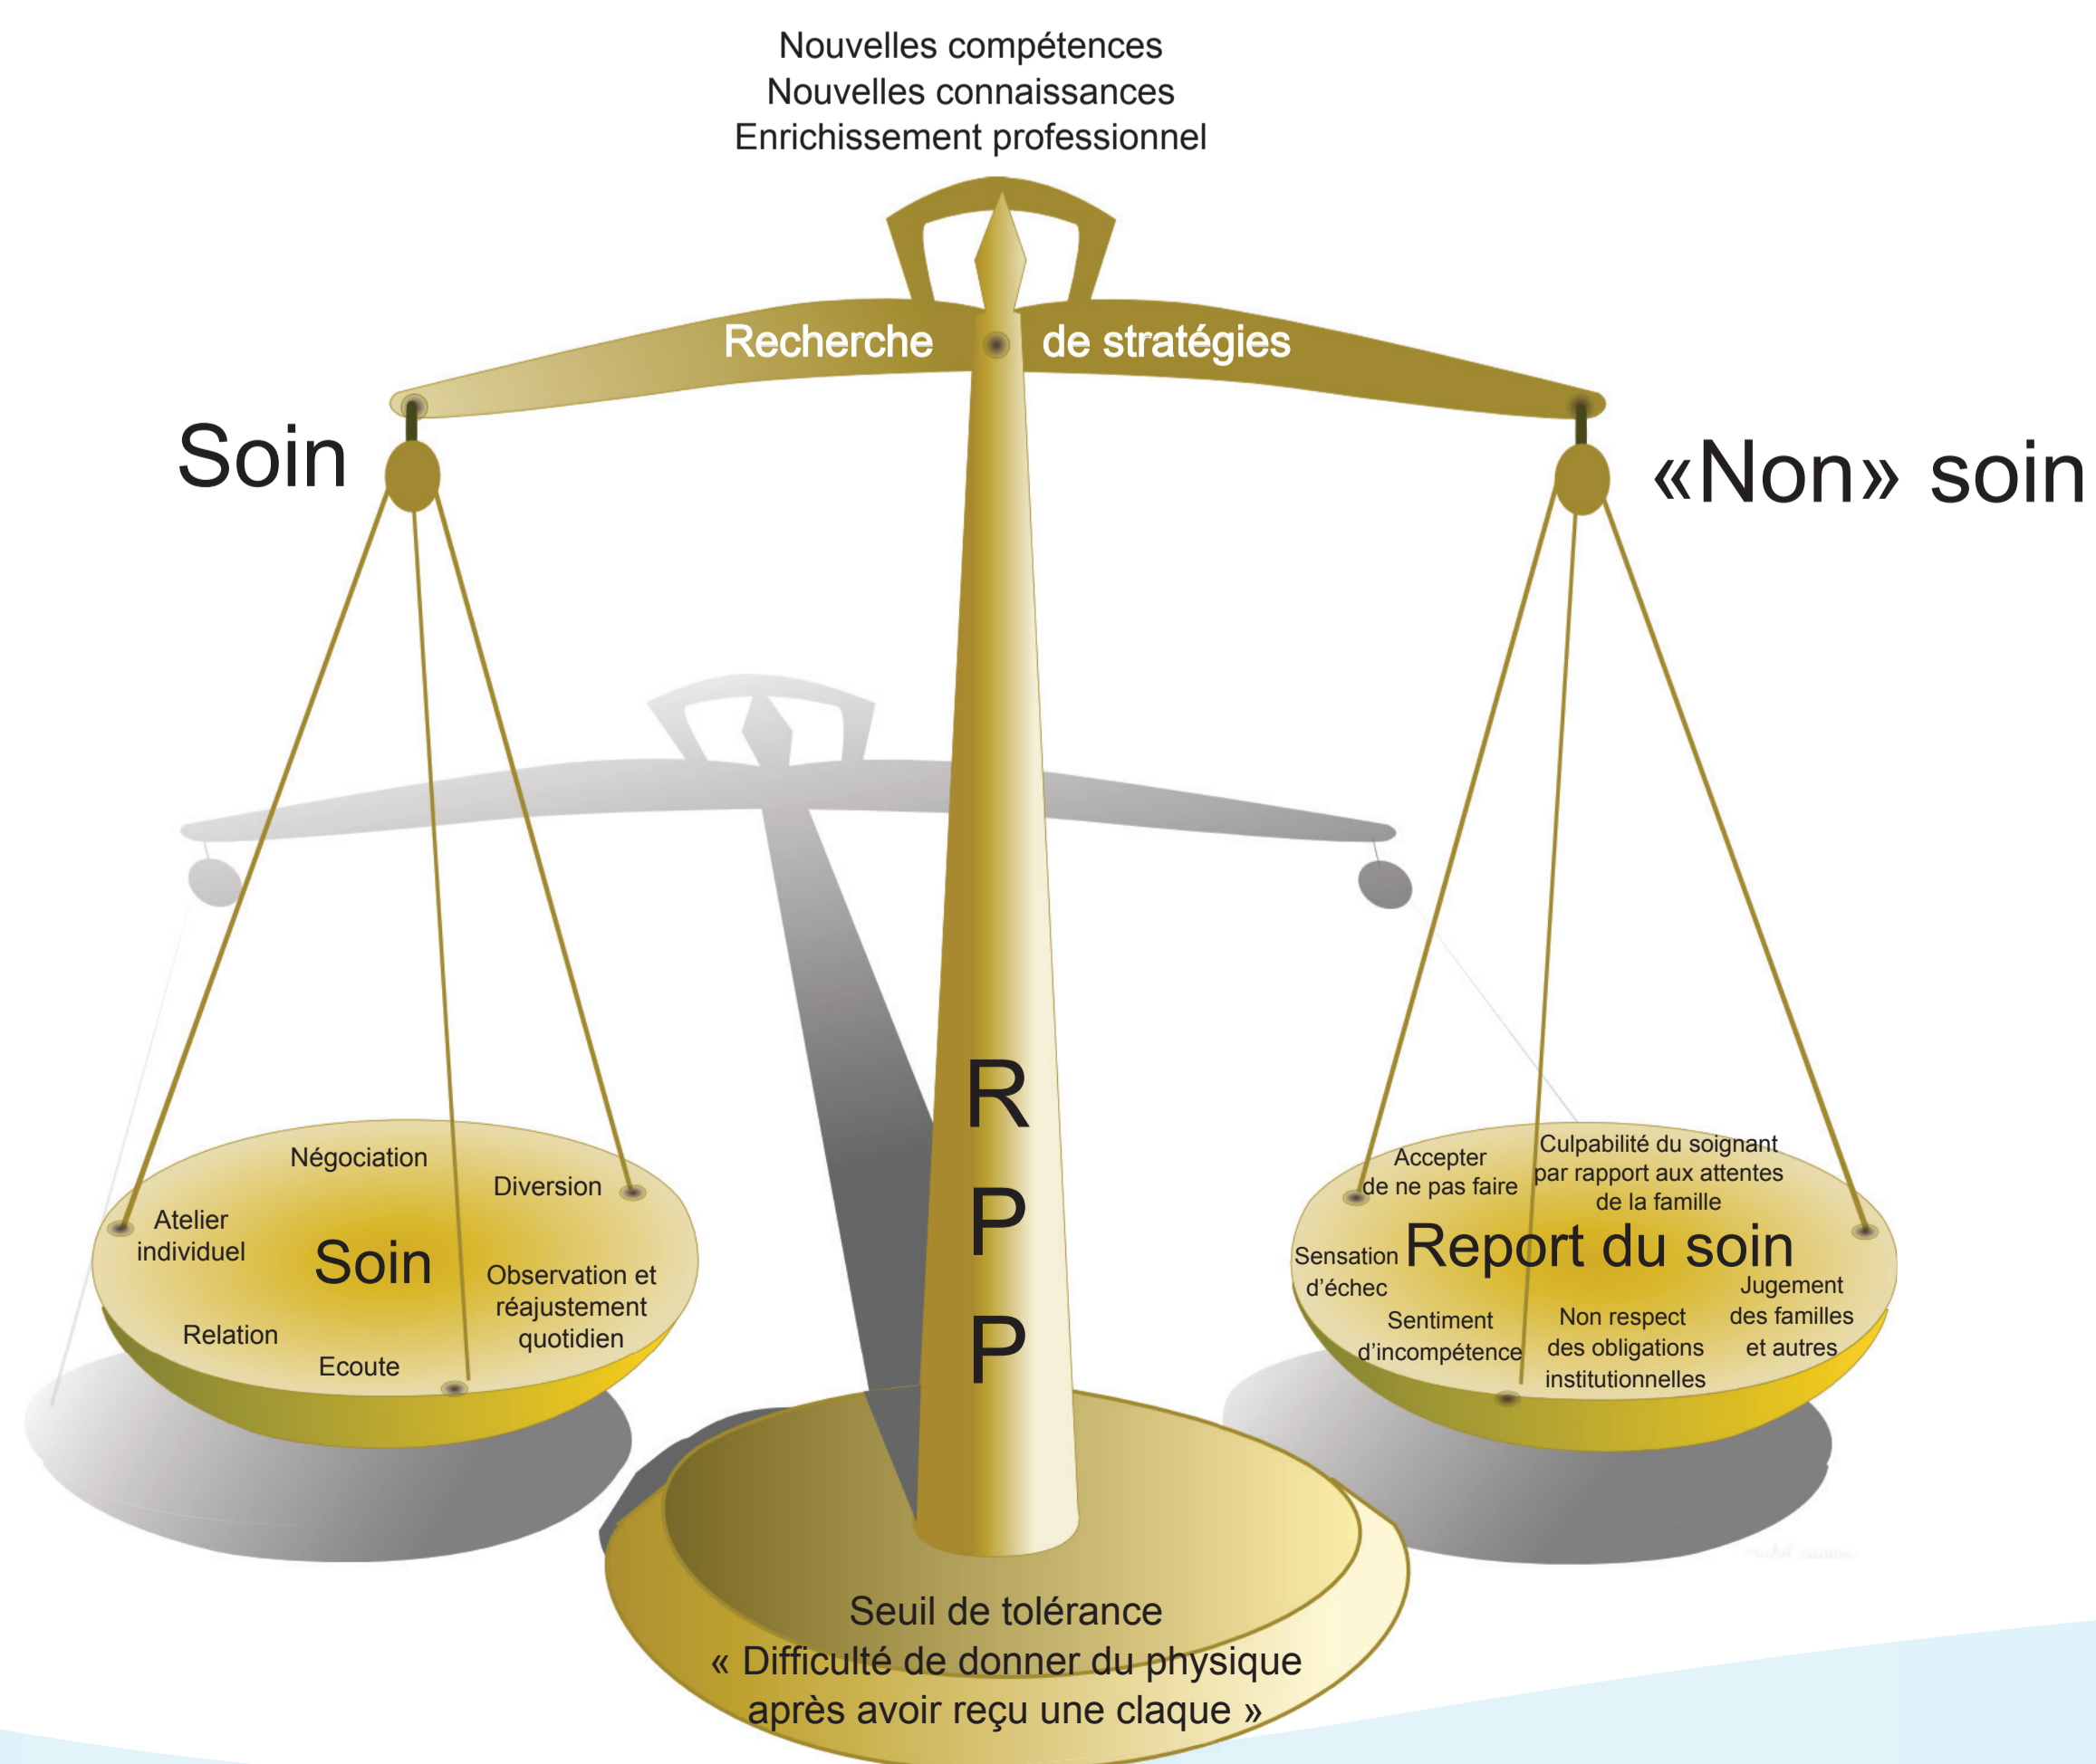 Nouvelles compétences
Nouvelles connaissances
Enrichissement professionnel
Recherche de stratégies
Soin
«Non» soin
R
P
P
Négociation
Diversion
Atelier
individuel
Soin
Observation et
réajustement
quotidien
Relation
Ecoute
Accepter
de ne pas faire
Culpabilité du soignant
par rapport aux attentes
de la famille
Report du soin
Sensation
d'échec
Sentiment
d'incompétence
Non respect
des obligations
institutionnelles
Jugement
des familles
et autres
Seuil de tolérance
« Difficulté de donner du physique
après avoir reçu une claque »